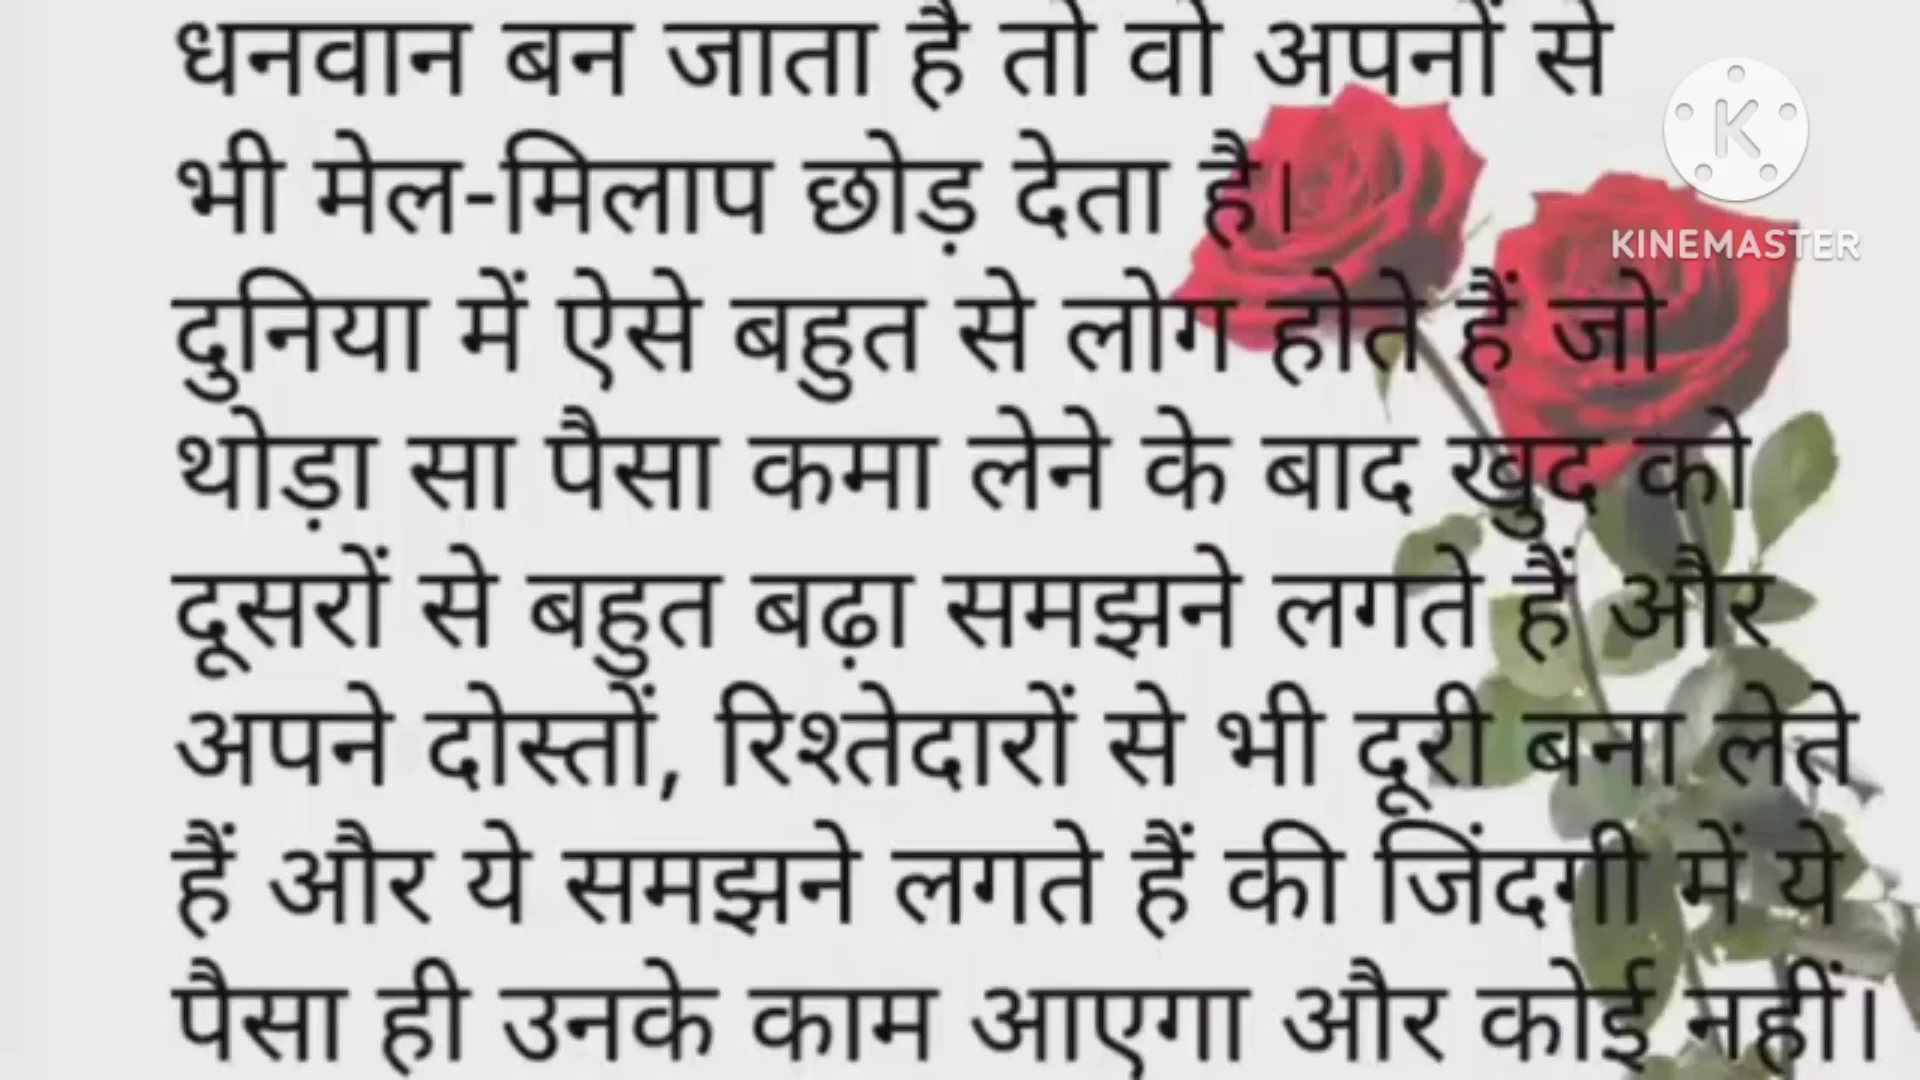 धनवान बन जाता है तो वो अपनों से
भी मेल-मिलाप छोड़ देता है।
दुनिया में ऐसे बहुत से लोग होते हैं जो
थोड़ा सा पैसा कमा लेने के बाद खुद को
दूसरों से बहुत बढ़ा समझने लगते हैं और
अपने दोस्तों, रिश्तेदारों से भी दूरी बना लेते
हैं और ये समझने लगते हैं की जिंदगी में ये
पैसा ही उनके काम आएगा और कोई नहीं।
K
KINEMASTER